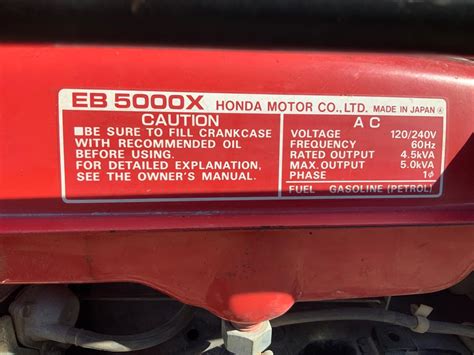 EB 5000X HONDA MOTOR CO., LTD. MADE IN JAPAN Ⓐ
CAUTION
■BE SURE TO FILL CRANKCASE
WITH RECOMMENDED OIL
BEFORE USING.
FOR DETAILED EXPLANATION,
SEE THE OWNER'S MANUAL.
AC
VOLTAGE 120/240V
FREQUENCY 60Hz
RATED OUTPUT 4.5kVA
MAX. OUTPUT 5.0kVA
PHASE 1ϕ
FUEL GASOLINE (PETROL)